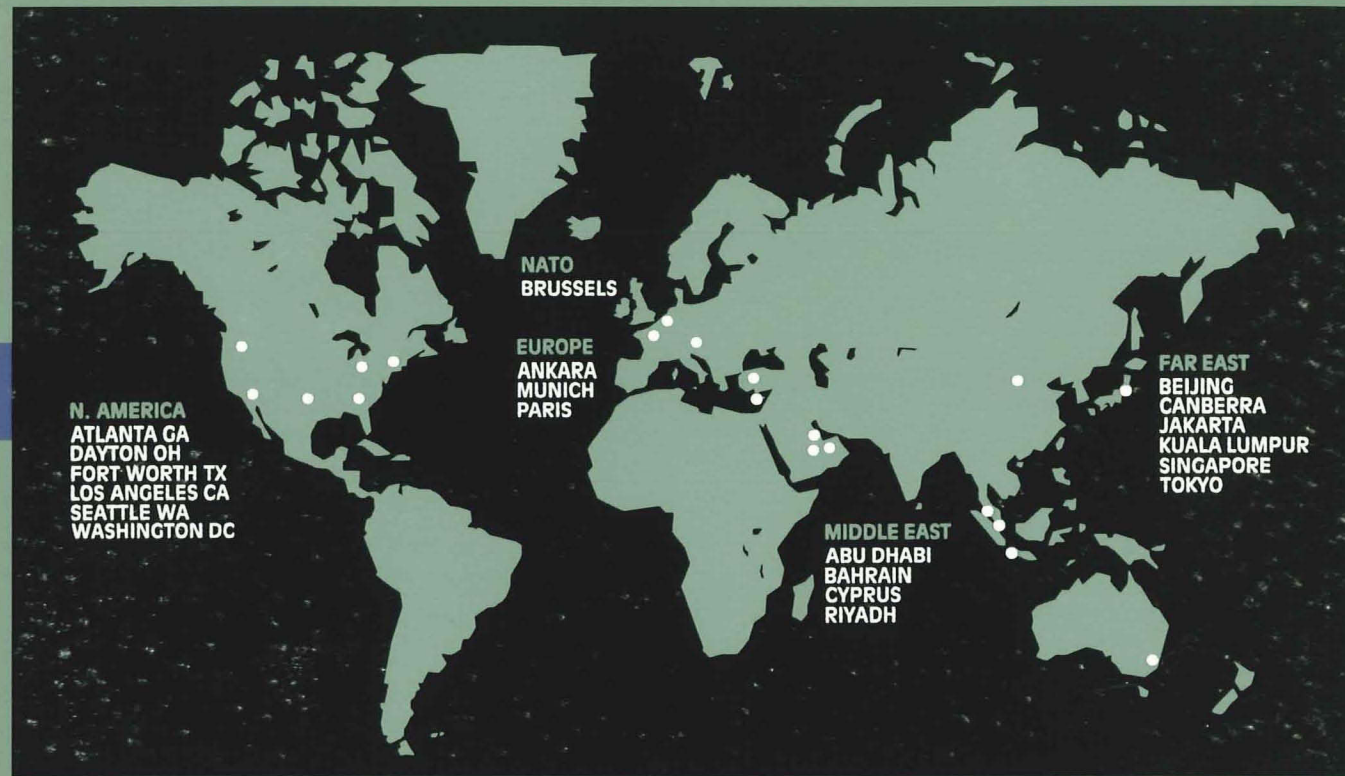 NATO
BRUSSELS
EUROPE
ANKARA
MUNICH
PARIS
N. AMERICA
ATLANTA GA
DAYTON OH
FORT WORTH TX
LOS ANGELES CA
SEATTLE WA
WASHINGTON DC
MIDDLE EAST
ABU DHABI
BAHRAIN
CYPRUS
RIYADH
FAR EAST
BEIJING
CANBERRA
JAKARTA
KUALA LUMPUR
SINGAPORE
TOKYO